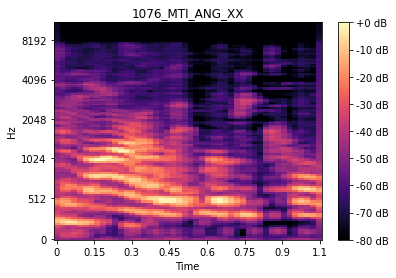 1076_MTI_ANG_XX
+0 dB
8192
-10 dB
4096
-20 dB
-30 dB
2048
Hz
-40 dB
1024
-50 dB
512
-60 dB
-70 dB
0
-80 dB
0 0.15 0.3 0.45 0.6 0.75 0.9 1.1
Time